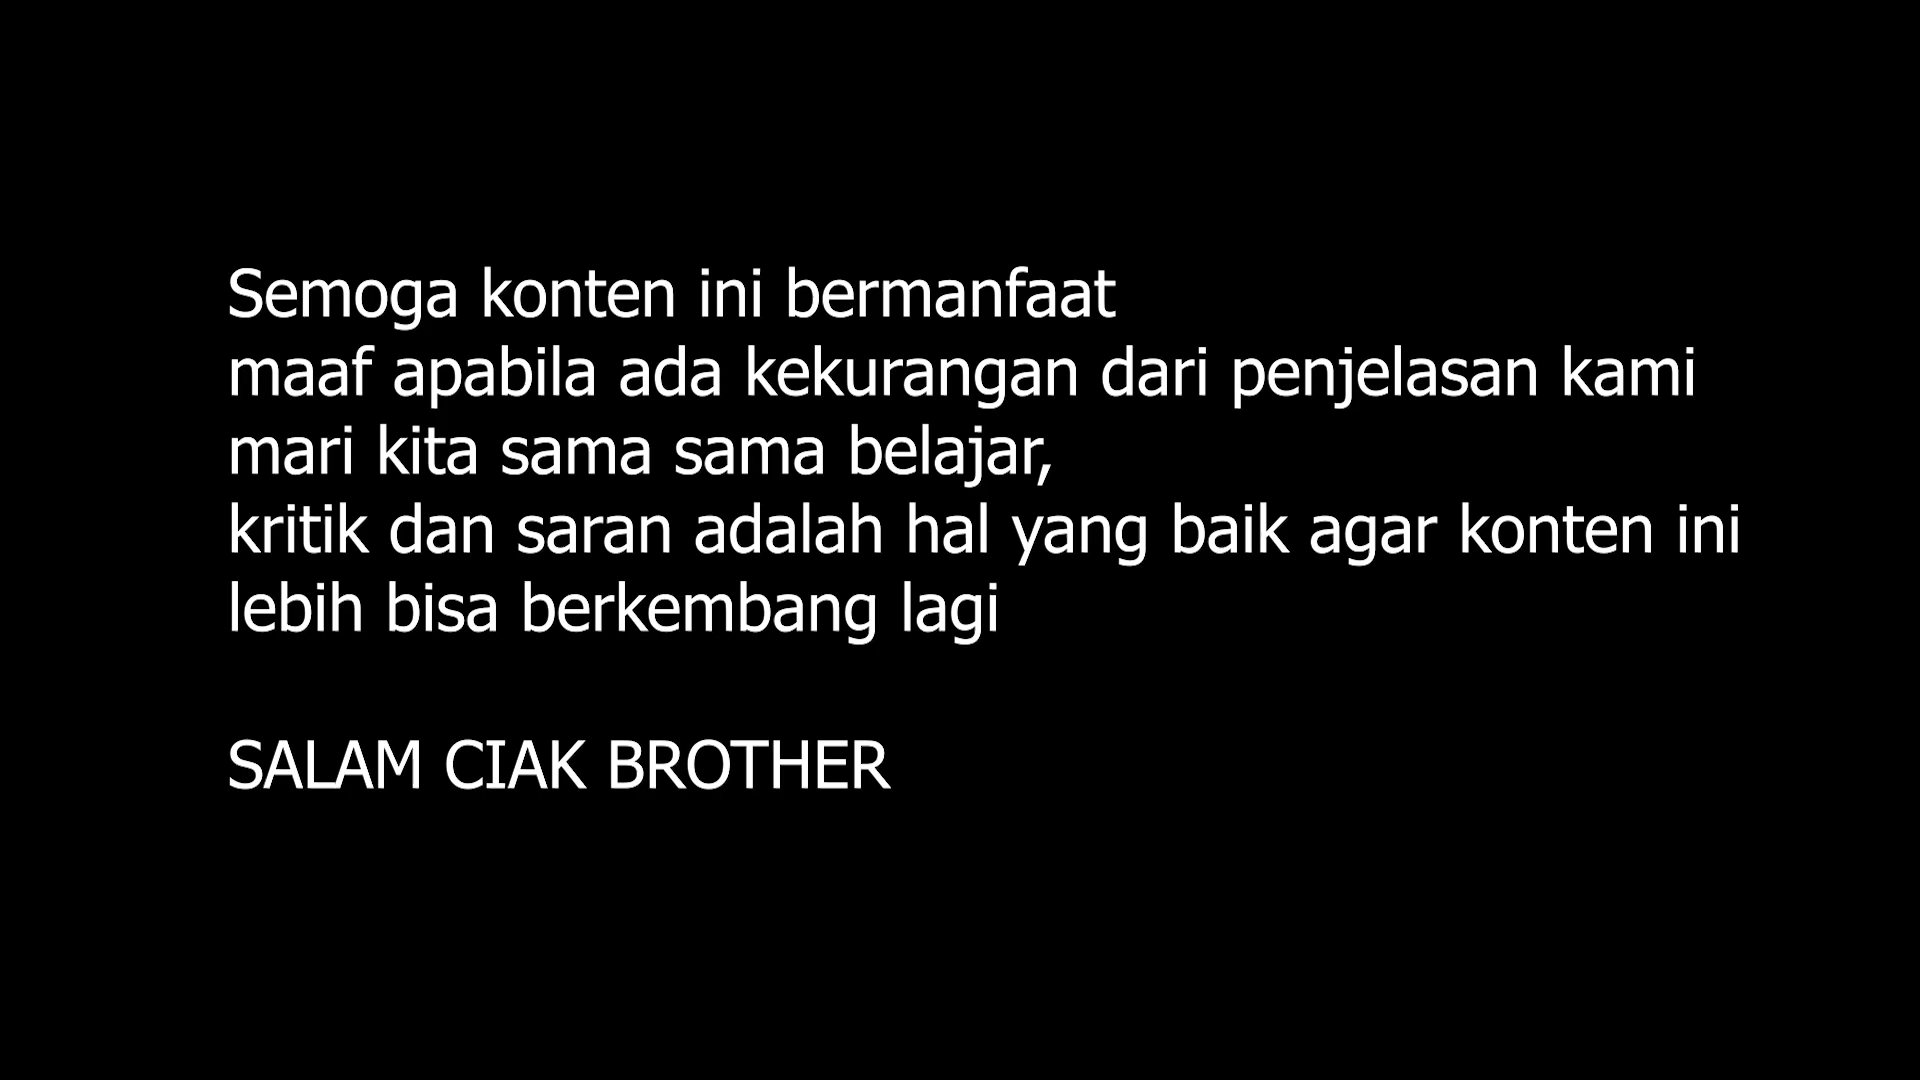 Semoga konten ini bermanfaat
maaf apabila ada kekurangan dari penjelasan kami
mari kita sama sama belajar,
kritik dan saran adalah hal yang baik agar konten ini
lebih bisa berkembang lagi
SALAM CIAK BROTHER